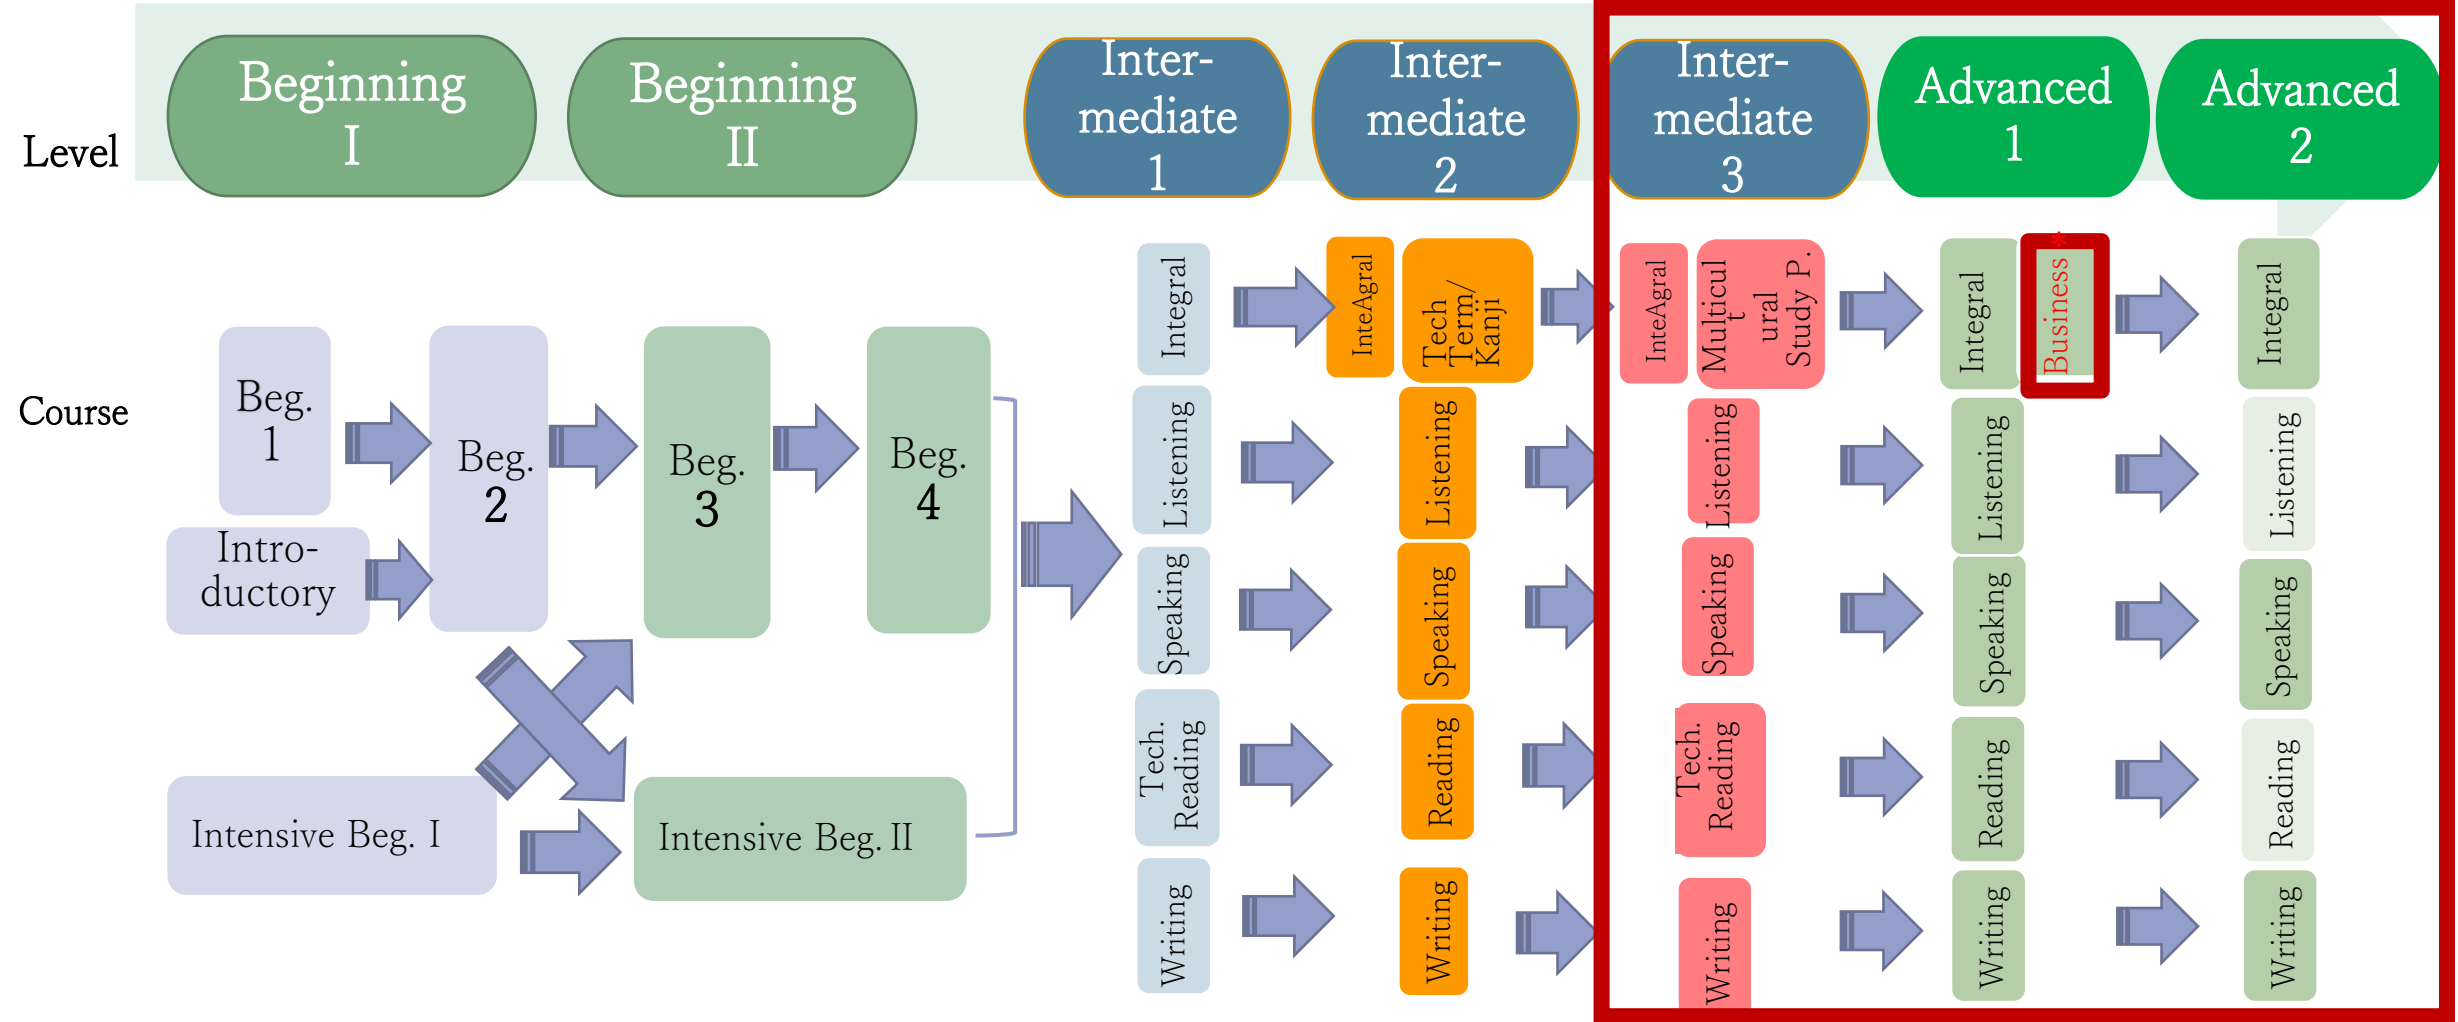 Level
Beginning
I
Beginning
II
Inter-
mediate
1
Inter-
mediate
2
Inter-
mediate
3
Advanced
1
Advanced
2
Course
Beg.
1
Intro-
ductory
Beg.
2
Beg.
3
Beg.
4
Intensive Beg. I
Intensive Beg. II
Integral
Listening
Speaking
Tech.
Reading
Writing
InteAgral
Tech
Term/
Kanji
Listening
Speaking
Reading
Writing
InteAgral
Multicul
t
ural
Study P.
Listening
Speaking
Tech.
Reading
Writing
Integral
Business*
Listening
Speaking
Reading
Writing
Integral
Listening
Speaking
Reading
Writing